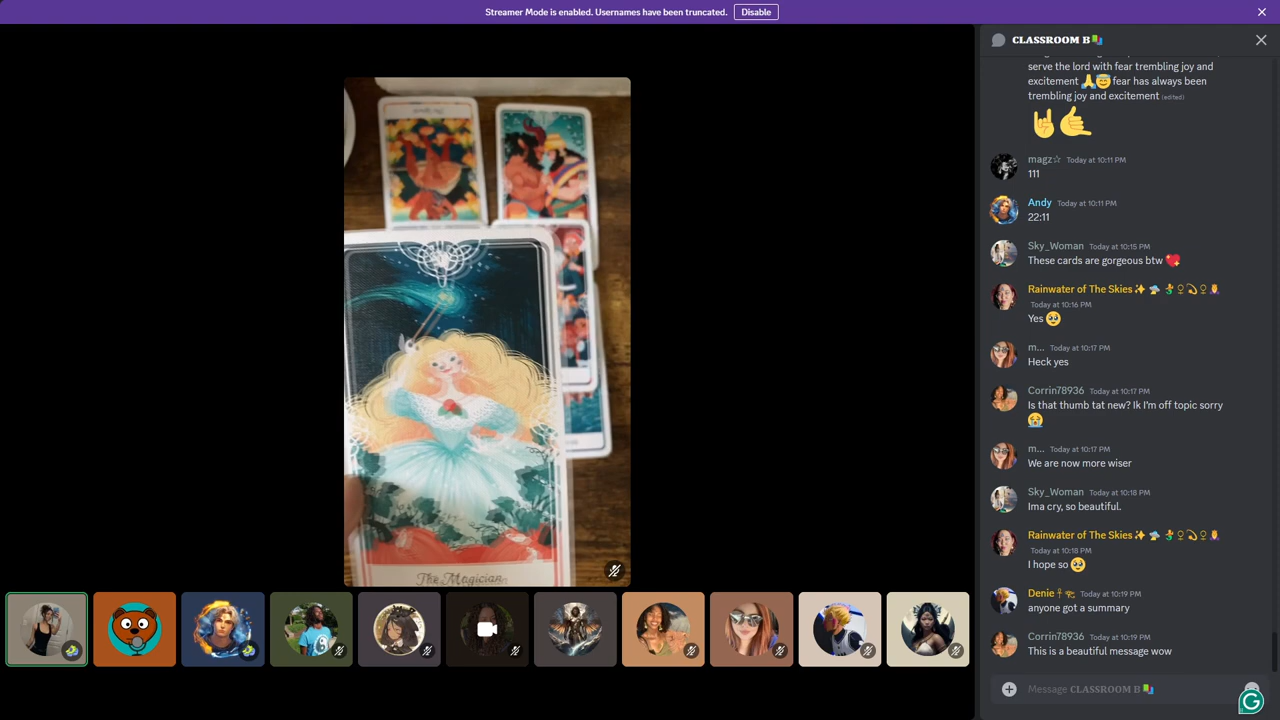 Streamer Mode is enabled. Usernames have been truncated. Disable
CLASSROOM B
serve the lord with fear trembling joy and
excitement 🙏😇 fear has always been
trembling joy and excitement (edited)
🤘🤙
magz☆ Today at 10:11 PM
111
Andy Today at 10:11 PM
22:11
Sky_Woman Today at 10:15 PM
These cards are gorgeous btw 💖
Rainwater of The Skies
Today at 10:16 PM
Yes 🥹
m... Today at 10:17 PM
Heck yes
Corrin78936 Today at 10:17 PM
Is that thumb tat new? Ik I'm off topic sorry
😭
m... Today at 10:17 PM
We are now more wiser
Sky_Woman Today at 10:18 PM
Ima cry, so beautiful.
Rainwater of The Skies
Today at 10:18 PM
I hope so 🥹
Denie Today at 10:19 PM
anyone got a summary
Corrin78936 Today at 10:19 PM
This is a beautiful message wow
Message CLASSROOM B
The Magician